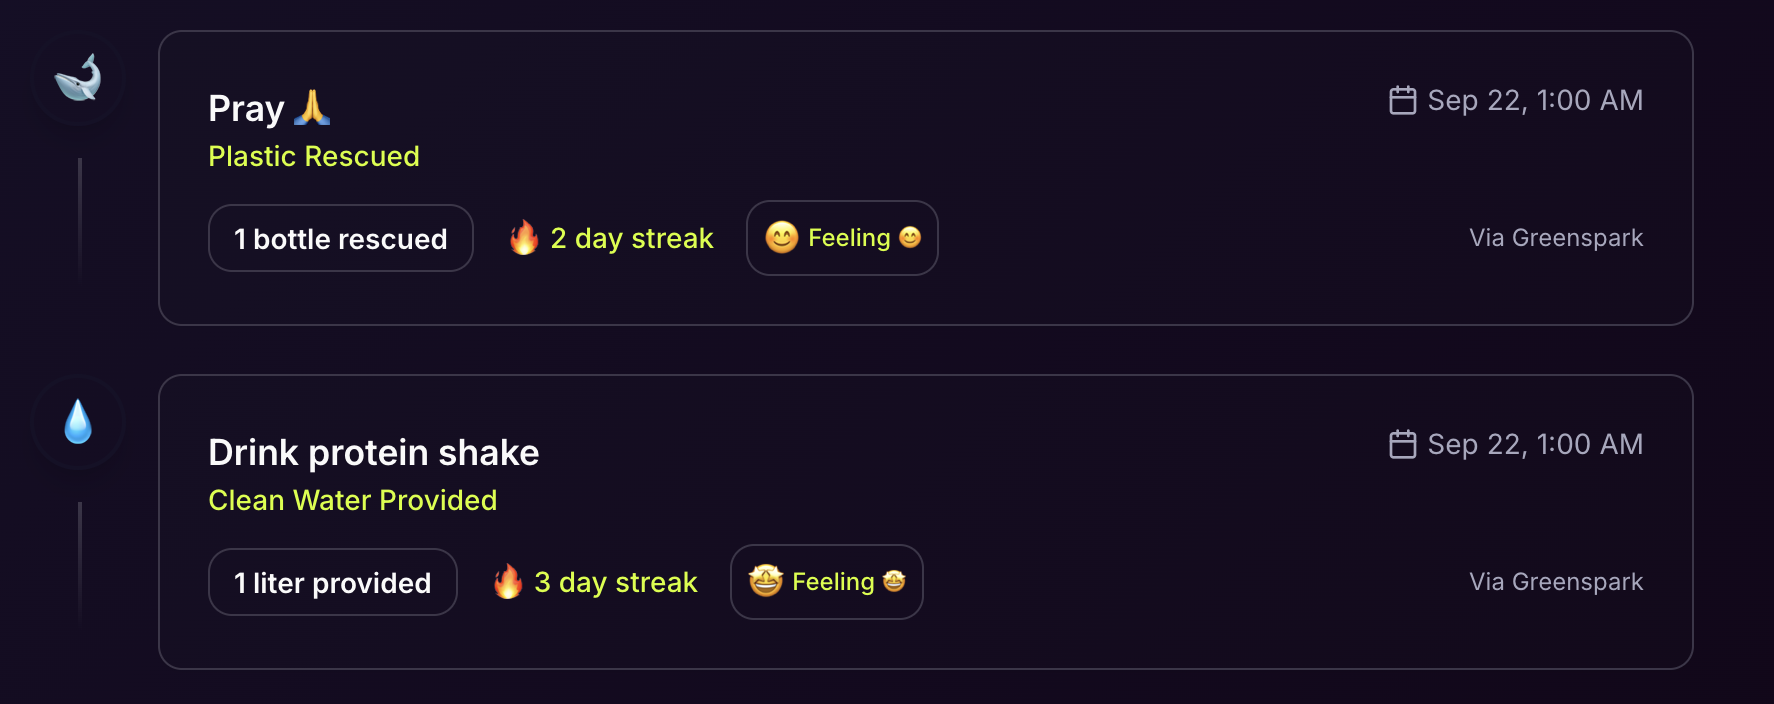 Pray 🙏
Sep 22, 1:00 AM
Plastic Rescued
1 bottle rescued
🔥 2 day streak
😊 Feeling 😊
Via Greenspark
Drink protein shake
Sep 22, 1:00 AM
Clean Water Provided
1 liter provided
🔥 3 day streak
🤩 Feeling 🤩
Via Greenspark